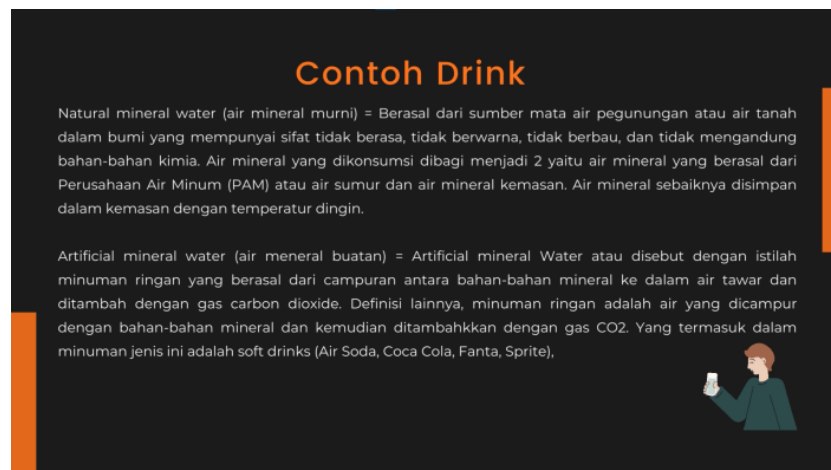 Contoh Drink
Natural mineral water (air mineral murni) = Berasal dari sumber mata air pegunungan atau air tanah
dalam bumi yang mempunyai sifat tidak berasa, tidak berwarna, tidak berbau, dan tidak mengandung
bahan-bahan kimia. Air mineral yang dikonsumsi dibagi menjadi 2 yaitu air mineral yang berasal dari
Perusahaan Air Minum (PAM) atau air sumur dan air mineral kemasan. Air mineral sebaiknya disimpan
dalam kemasan dengan temperatur dingin.
Artificial mineral water (air meneral buatan) = Artificial mineral Water atau disebut dengan istilah
minuman ringan yang berasal dari campuran antara bahan-bahan mineral ke dalam air tawar dan
ditambah dengan gas carbon dioxide. Definisi lainnya, minuman ringan adalah air yang dicampur
dengan bahan-bahan mineral dan kemudian ditambahkkan dengan gas CO2. Yang termasuk dalam
minuman jenis ini adalah soft drinks (Air Soda, Coca Cola, Fanta, Sprite),